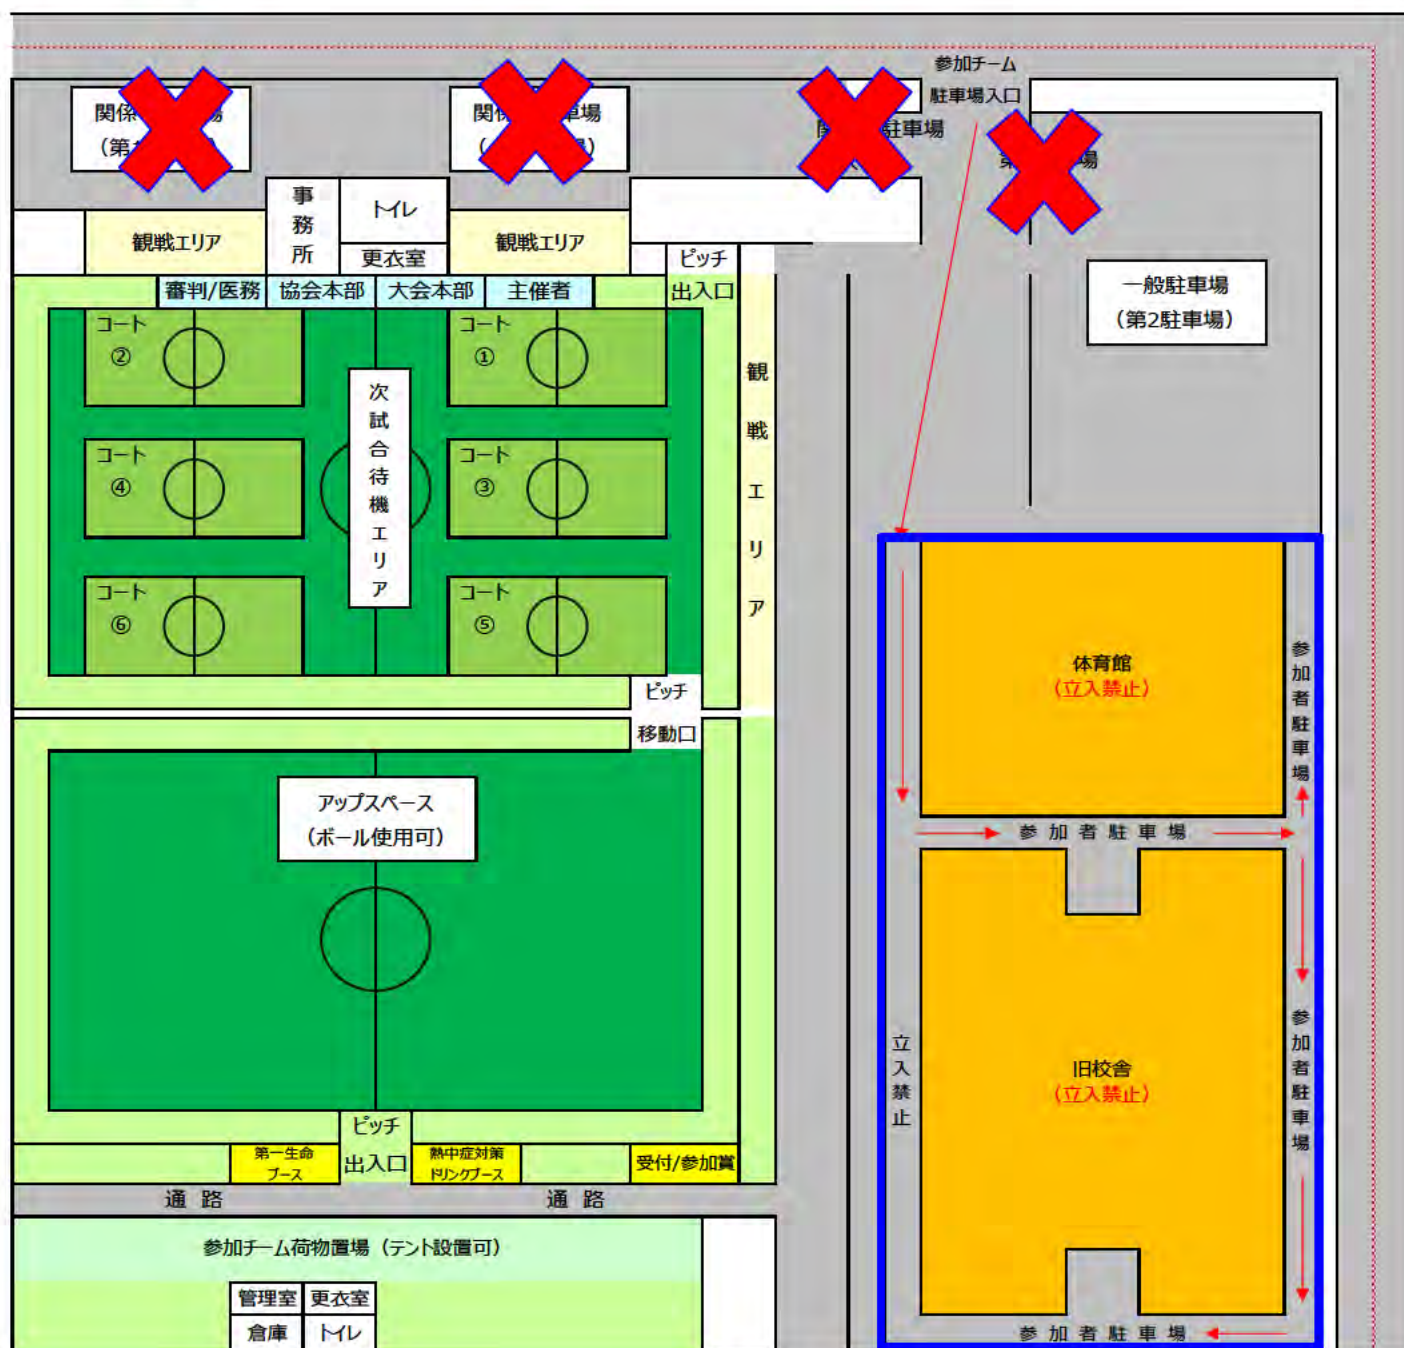 参加チーム
駐車場入口
関係
場
(第
関係
車場
駐車場
場
事務所
トイレ
更衣室
観戦エリア
観戦エリア
ピッチ
出入口
審判/医務
協会本部
大会本部
主催者
一般駐車場
(第2駐車場)
コート
②
コート
①
次試合待機エリア
観戦エリア
コート
④
コート
③
コート
⑥
コート
⑤
体育館
(立入禁止)
参加者駐車場
ピッチ
移動口
アップスペース
(ボール使用可)
参加者駐車場
立入禁止
旧校舎
(立入禁止)
参加者駐車場
ピッチ
出入口
第一生命
ブース
熱中症対策
ドリンクブース
受付/参加賞
通路
通路
参加チーム荷物置場(テント設置可)
管理室
更衣室
倉庫
トイレ
参加者駐車場